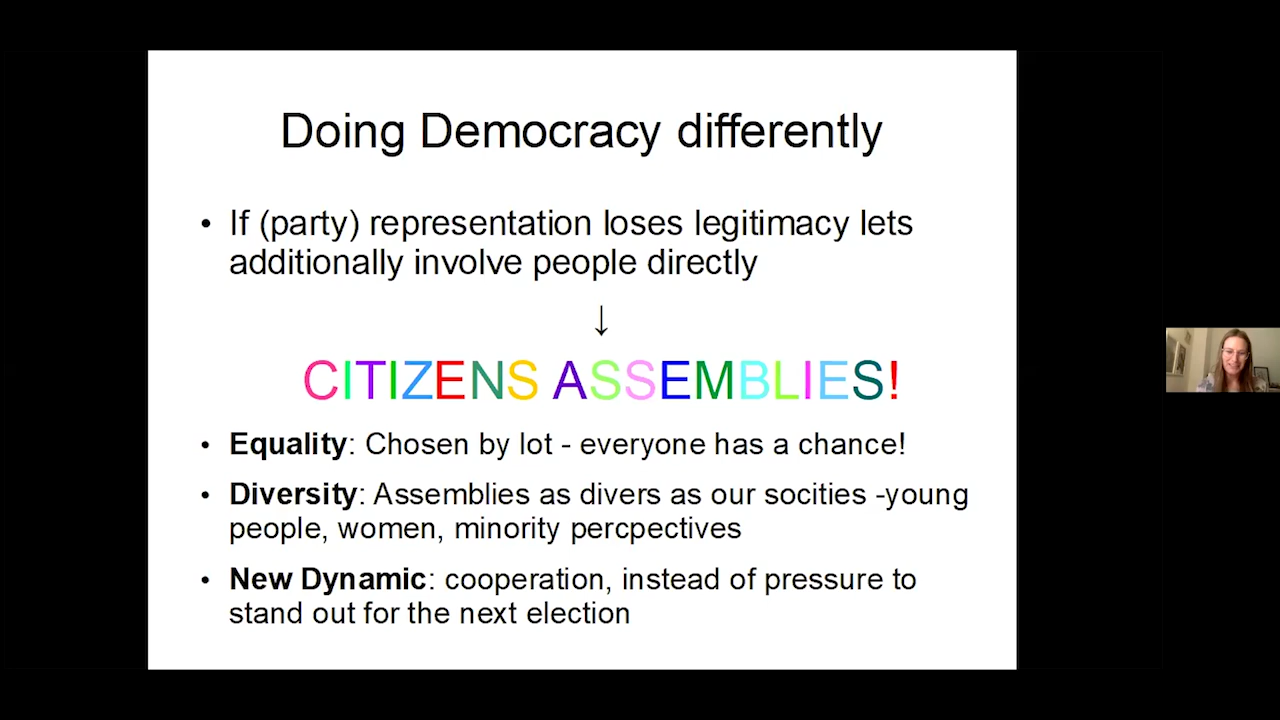 Doing Democracy differently
• If (party) representation loses legitimacy lets
additionally involve people directly
↓
CITIZENS ASSEMBLIES!
• Equality: Chosen by lot - everyone has a chance!
• Diversity: Assemblies as divers as our socities -young
people, women, minority percpectives
• New Dynamic: cooperation, instead of pressure to
stand out for the next election